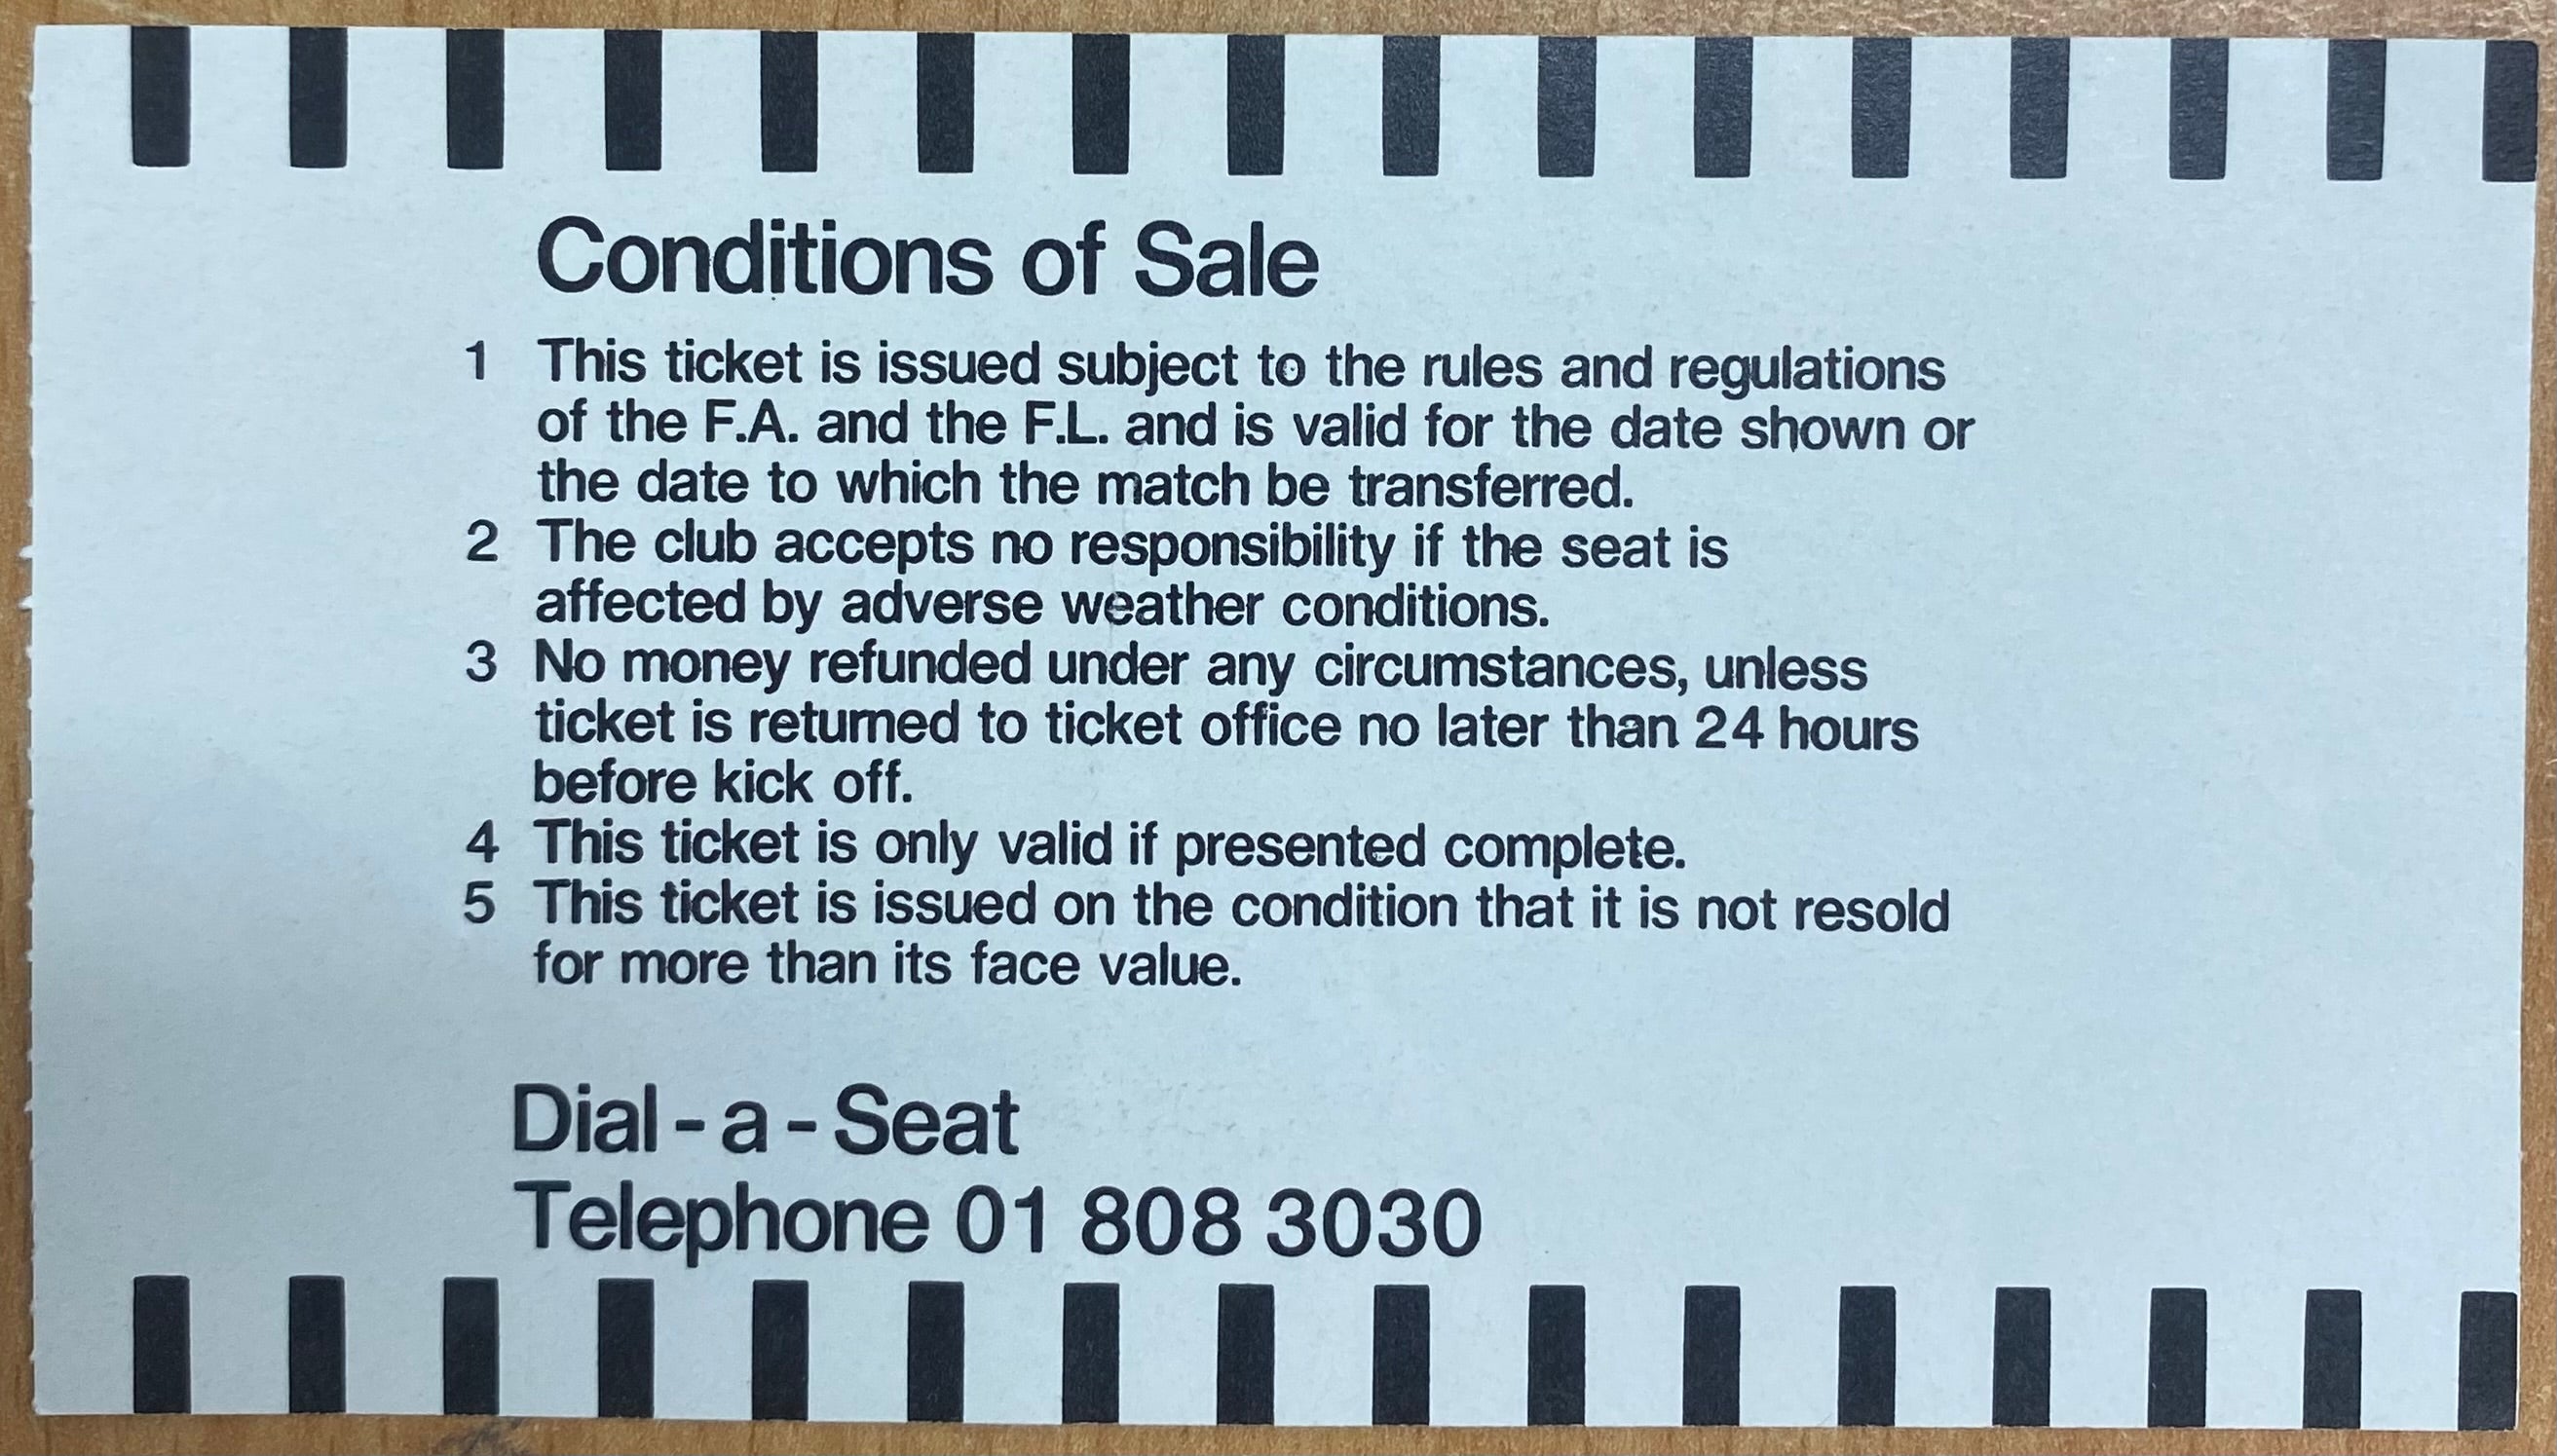 Conditions of Sale
1 This ticket is issued subject to the rules and regulations
of the F.A. and the F.L. and is valid for the date shown or
the date to which the match be transferred.
2 The club accepts no responsibility if the seat is
affected by adverse weather conditions.
3 No money refunded under any circumstances, unless
ticket is returned to ticket office no later than 24 hours
before kick off.
4 This ticket is only valid if presented complete.
5 This ticket is issued on the condition that it is not resold
for more than its face value.
Dial - a - Seat
Telephone 01 808 3030